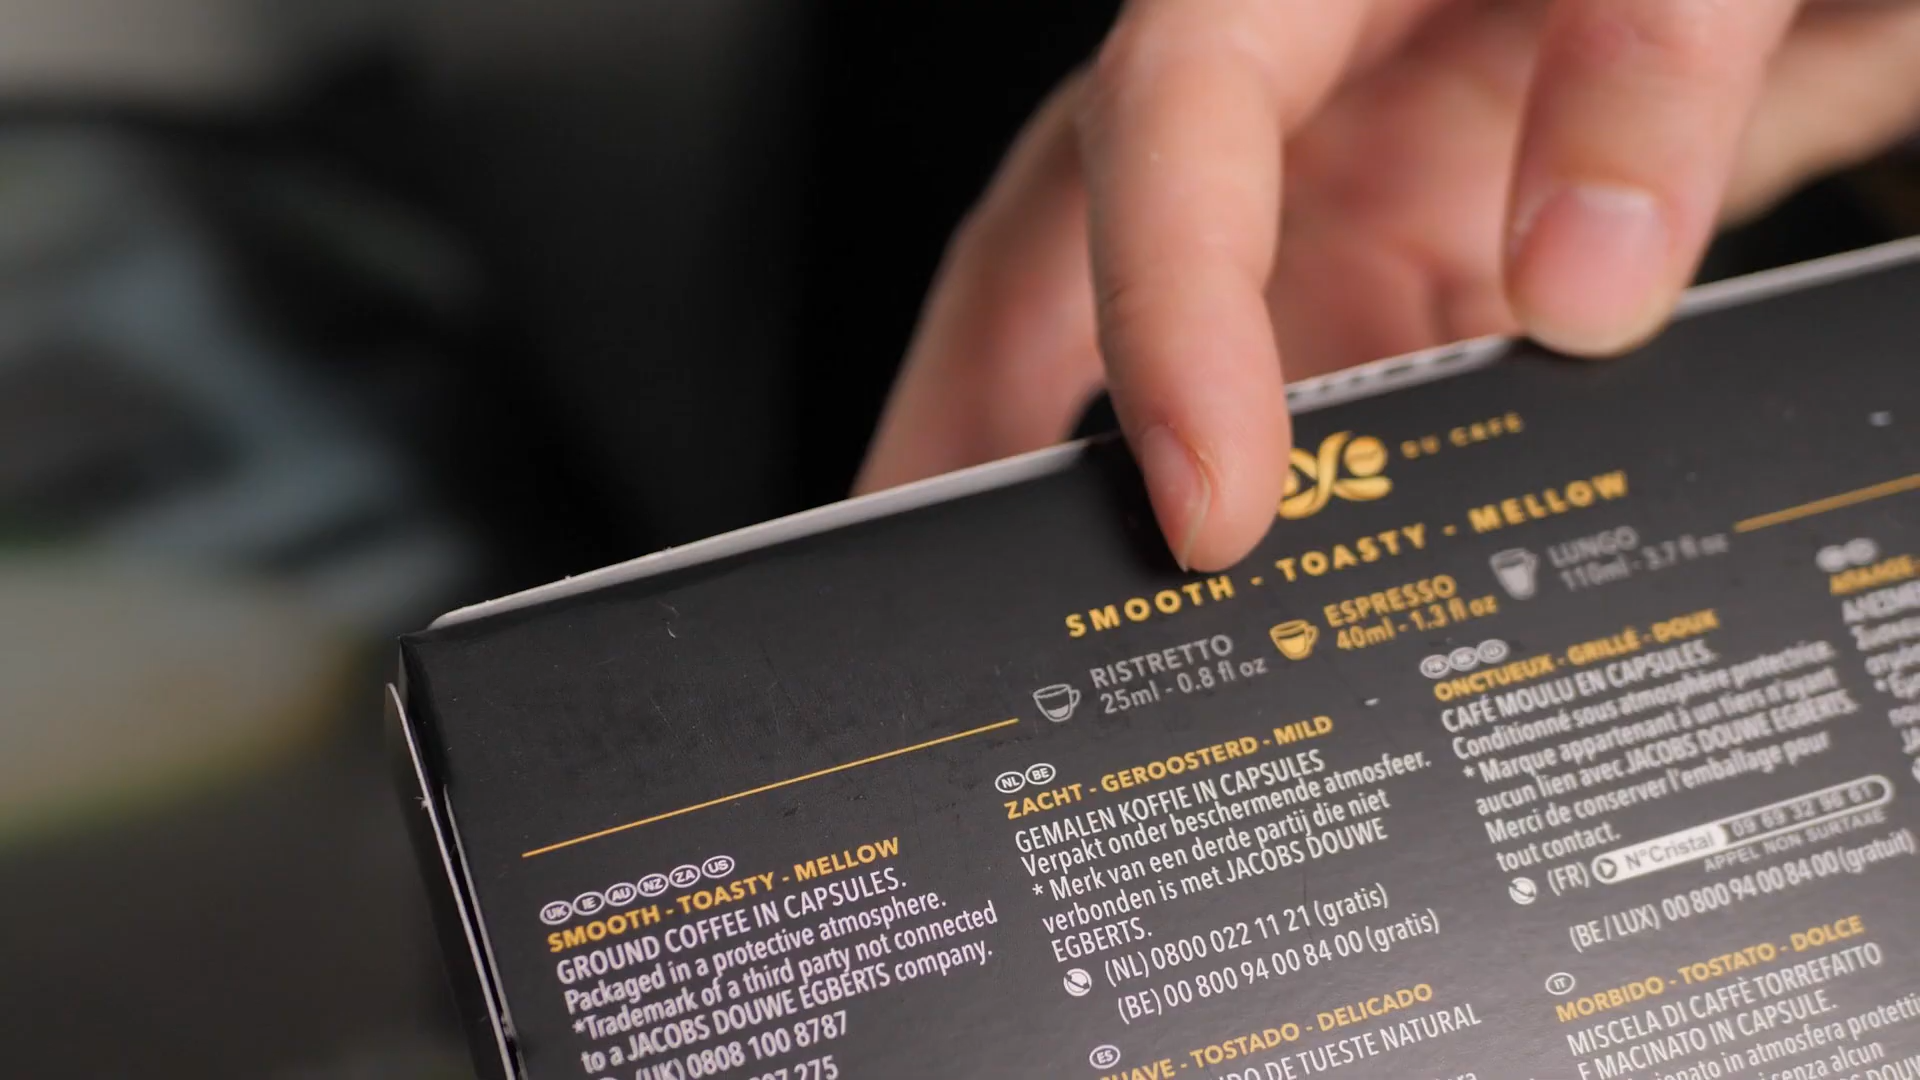 DU CAFÉ
SMOOTH - TOASTY - MELLOW
RISTRETTO
25ml - 0.8 fl oz
ESPRESSO
40ml - 1.3 fl oz
LUNGO
110ml - 3.7 fl oz
UK IE AU NZ ZA US
SMOOTH - TOASTY - MELLOW
GROUND COFFEE IN CAPSULES.
Packaged in a protective atmosphere.
*Trademark of a third party not connected
to a JACOBS DOUWE EGBERTS company.
(UK) 0808 100 8787
NL BE
ZACHT - GEROOSTERD - MILD
GEMALEN KOFFIE IN CAPSULES
Verpakt onder beschermende atmosfeer.
* Merk van een derde partij die niet
verbonden is met JACOBS DOUWE
EGBERTS.
(NL) 0800 022 11 21 (gratis)
(BE) 00 800 94 00 84 00 (gratis)
ES
SUAVE - TOSTADO - DELICADO
DE TUESTE NATURAL
ONCTUEUX - GRILLÉ - DOUX
CAFÉ MOULU EN CAPSULES.
Conditionné sous atmosphère protectrice.
* Marque appartenant à un tiers n'ayant
aucun lien avec JACOBS DOUWE EGBERTS.
Merci de conserver l'emballage pour
tout contact.
(FR) N°Cristal 09 69 32 96 61
APPEL NON SURTAXÉ
(BE/LUX) 00 800 94 00 84 00 (gratuit)
IT
MORBIDO - TOSTATO - DOLCE
MISCELA DI CAFFÈ TORREFATTO
E MACINATO IN CAPSULE.
in atmosfera
senza alcun